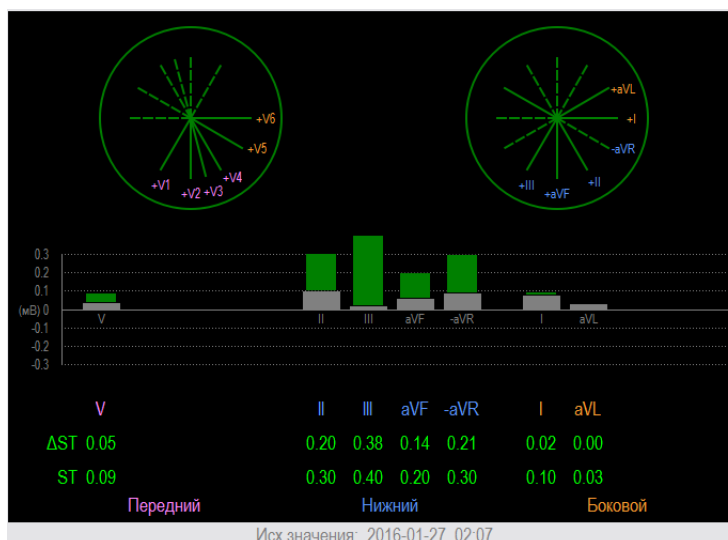 +V6
+V5
+V4
+V3
+V2
+V1
+aVL
+I
-aVR
+II
+aVF
+III
0.3
0.2
0.1
(мВ) 0
-0.1
-0.2
-0.3
V II III aVF -aVR I aVL
V II III aVF -aVR I aVL
ΔST 0.05 0.20 0.38 0.14 0.21 0.02 0.00
ST 0.09 0.30 0.40 0.20 0.30 0.10 0.03
Передний Нижний Боковой
Исх значения: 2016-01-27 02:07